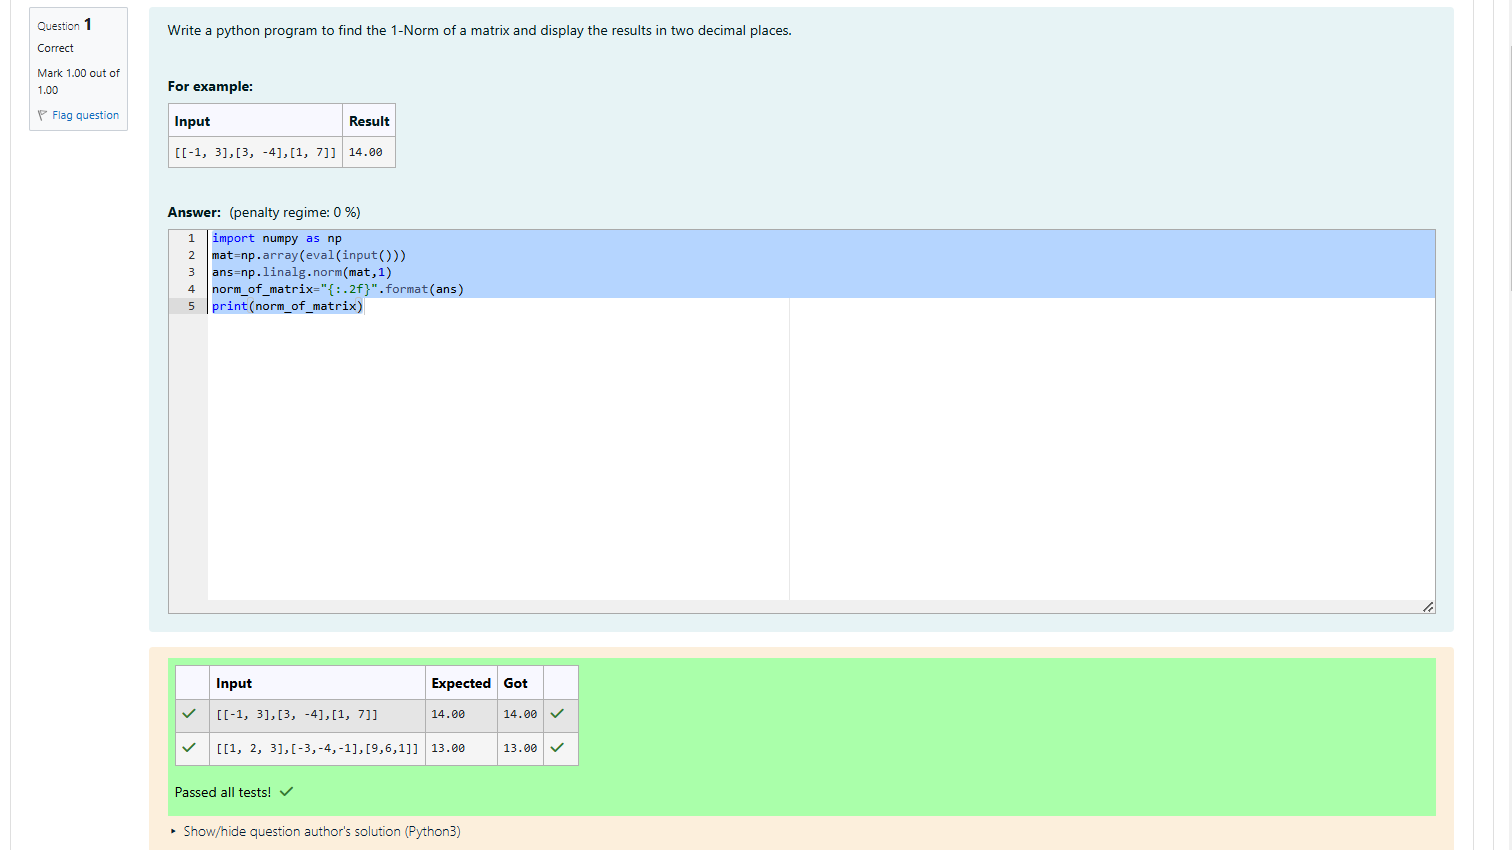 Question 1
Correct
Mark 1.00 out of
1.00
Flag question
Write a python program to find the 1-Norm of a matrix and display the results in two decimal places.
For example:
Input Result
[[-1, 3],[3, -4],[1, 7]] 14.00
Answer: (penalty regime: 0 %)
1 import numpy as np
2 mat=np.array(eval(input()))
3 ans=np.linalg.norm(mat,1)
4 norm_of_matrix="{:.2f}".format(ans)
5 print(norm_of_matrix)
Input Expected Got
[[-1, 3],[3, -4],[1, 7]] 14.00 14.00
[[1, 2, 3],[-3,-4,-1],[9,6,1]] 13.00 13.00
Passed all tests!
Show/hide question author's solution (Python3)